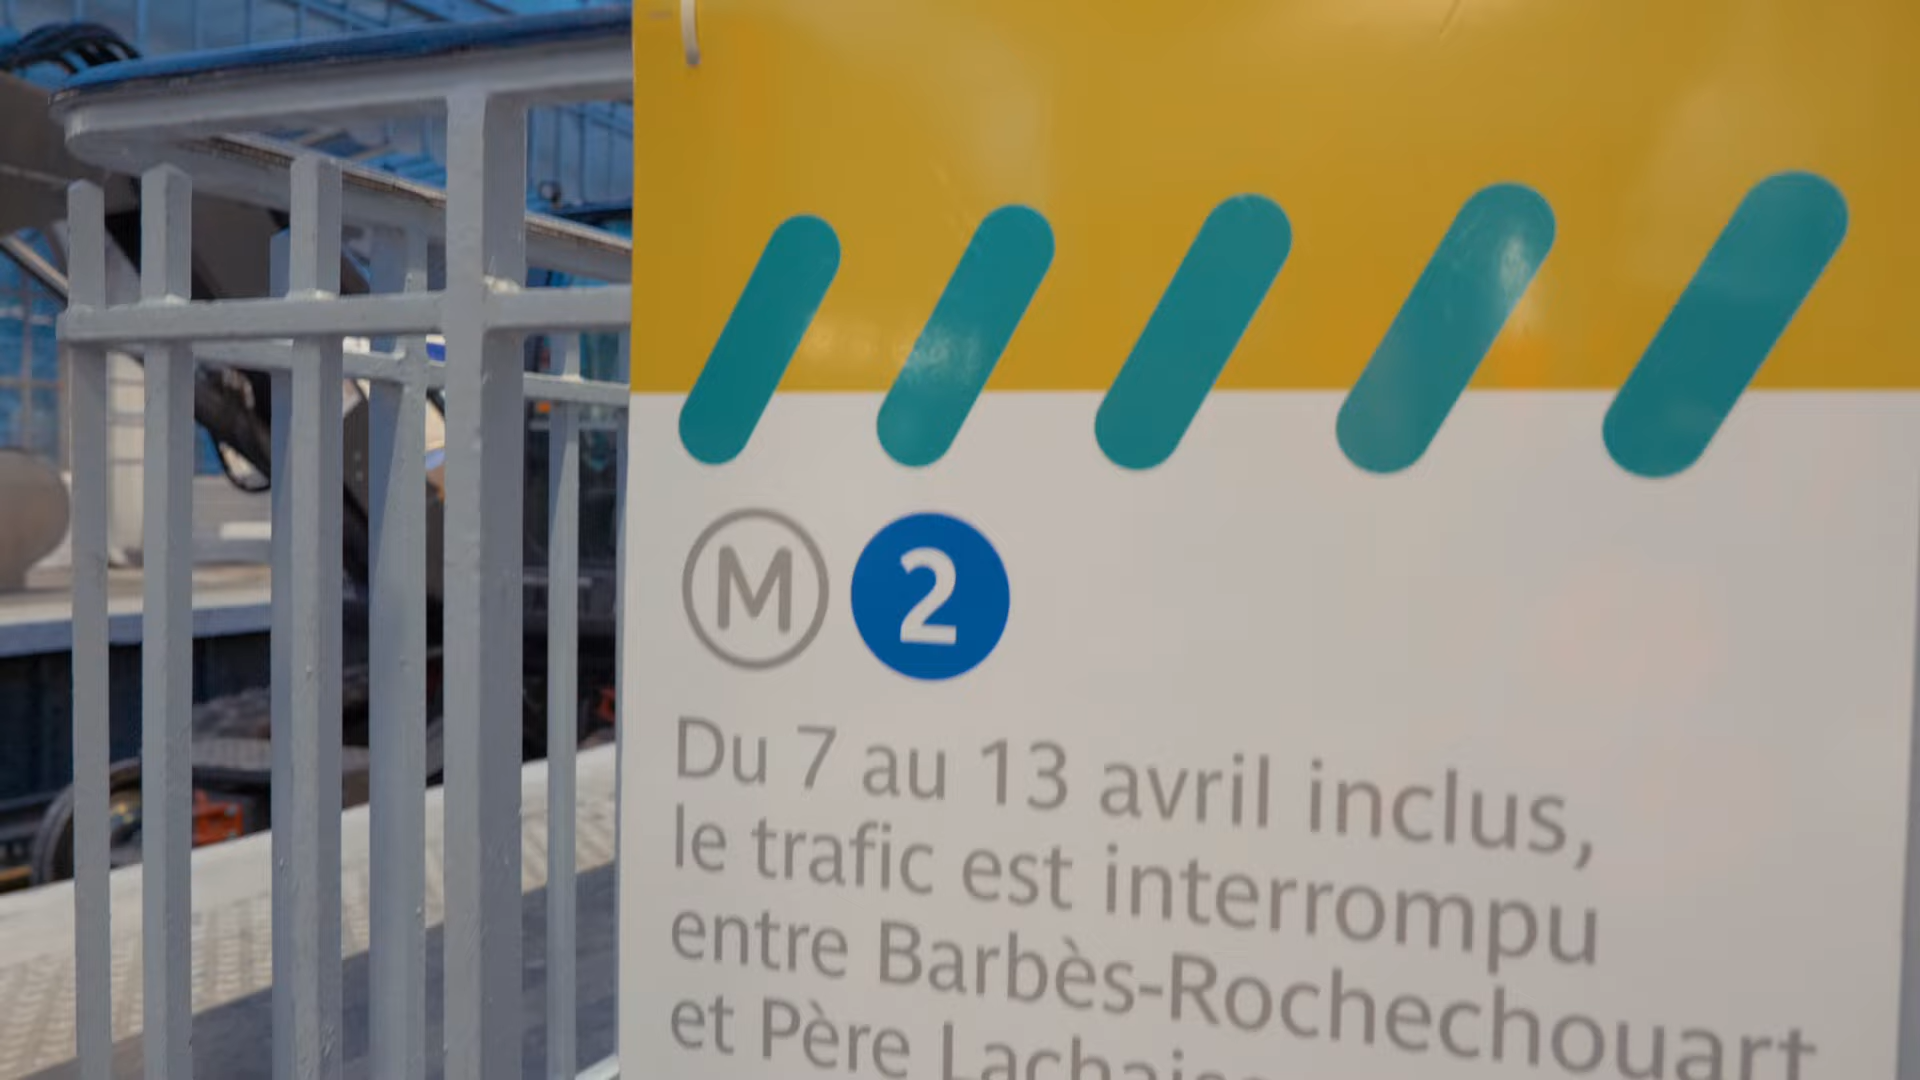 M 2
Du 7 au 13 avril inclus,
le trafic est interrompu
entre Barbès-Rochechouart
et Père Lachaise